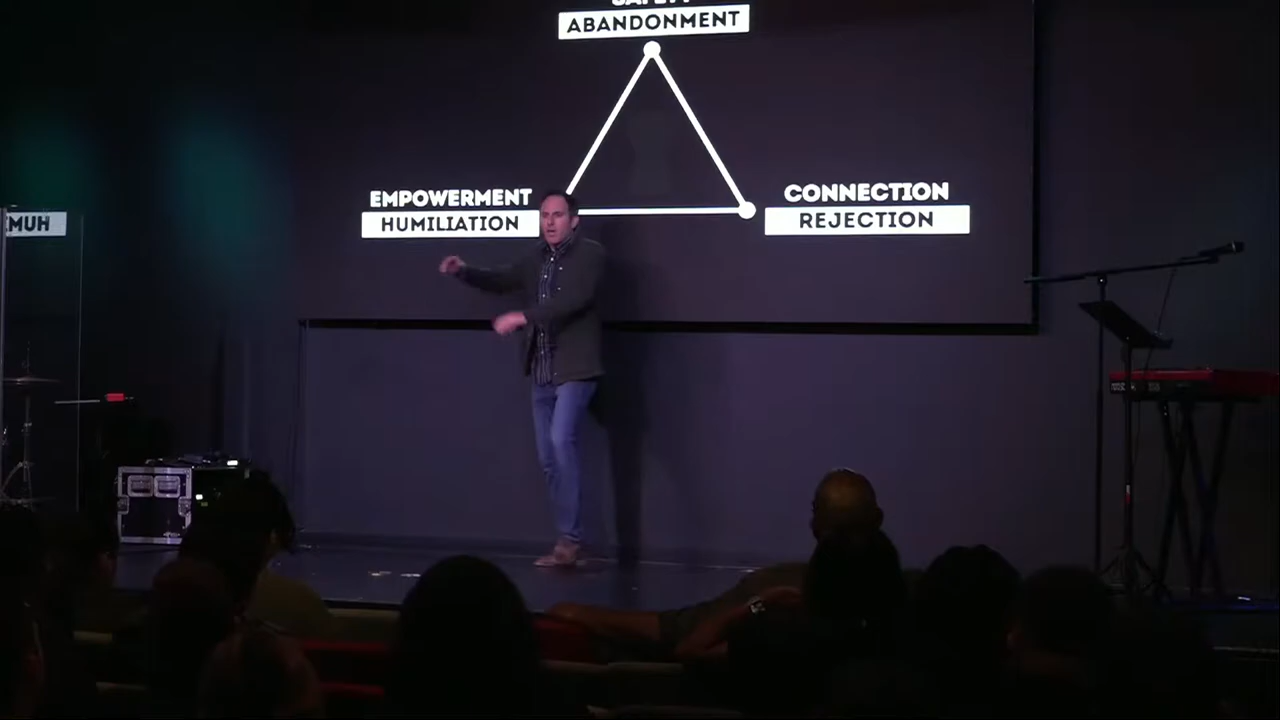 ABANDONMENT
EMPOWERMENT
HUMILIATION
CONNECTION
REJECTION